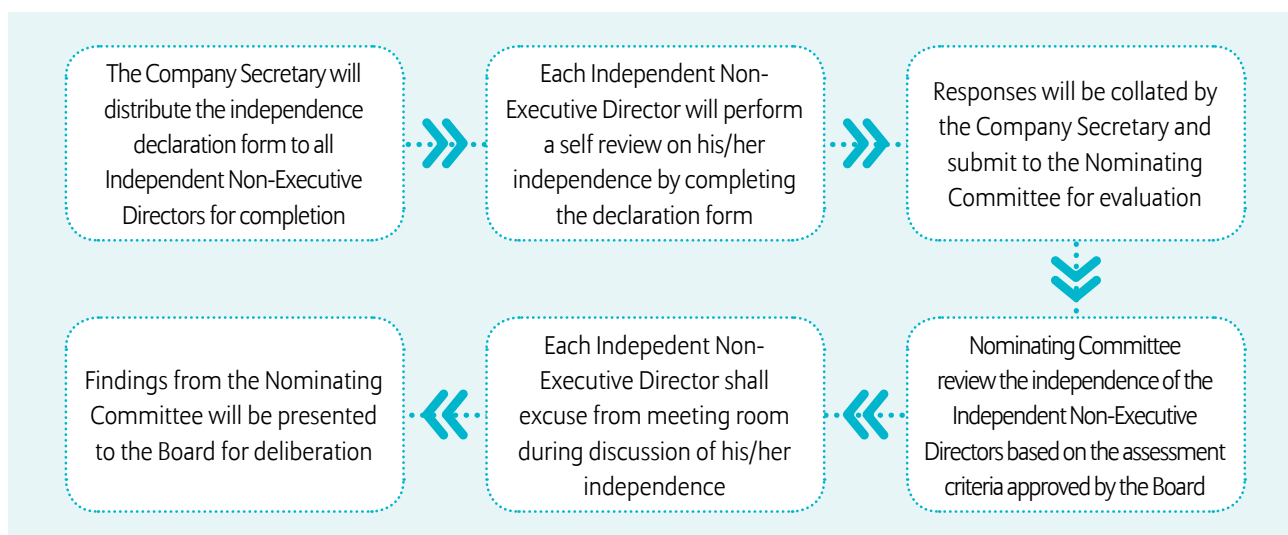 The Company Secretary will
distribute the independence
declaration form to all
Independent Non-Executive
Directors for completion
Each Independent Non-
Executive Director will perform
a self review on his/her
independence by completing
the declaration form
Responses will be collated by
the Company Secretary and
submit to the Nominating
Committee for evaluation
Nominating Committee
review the independence of the
Independent Non-Executive
Directors based on the assessment
criteria approved by the Board
Each Indepedent Non-
Executive Director shall
excuse from meeting room
during discussion of his/her
independence
Findings from the Nominating
Committee will be presented
to the Board for deliberation